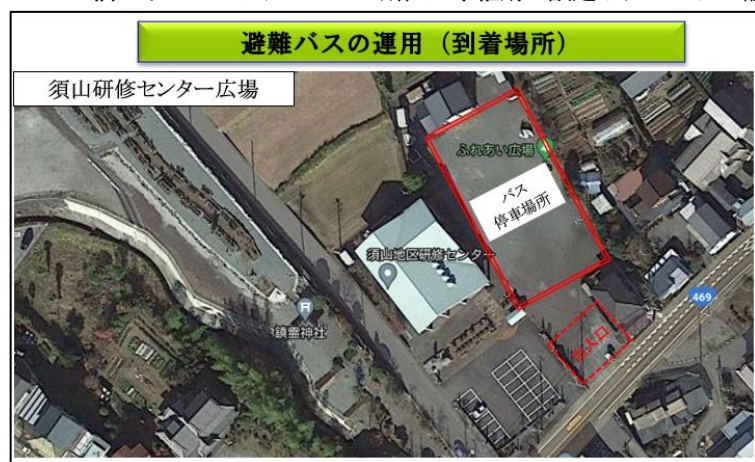 避難バスの運用（到着場所）
須山研修センター広場
ふれあい広場
バス
停車場所
須山地区研修センター
鎮霊神社
469
出入口